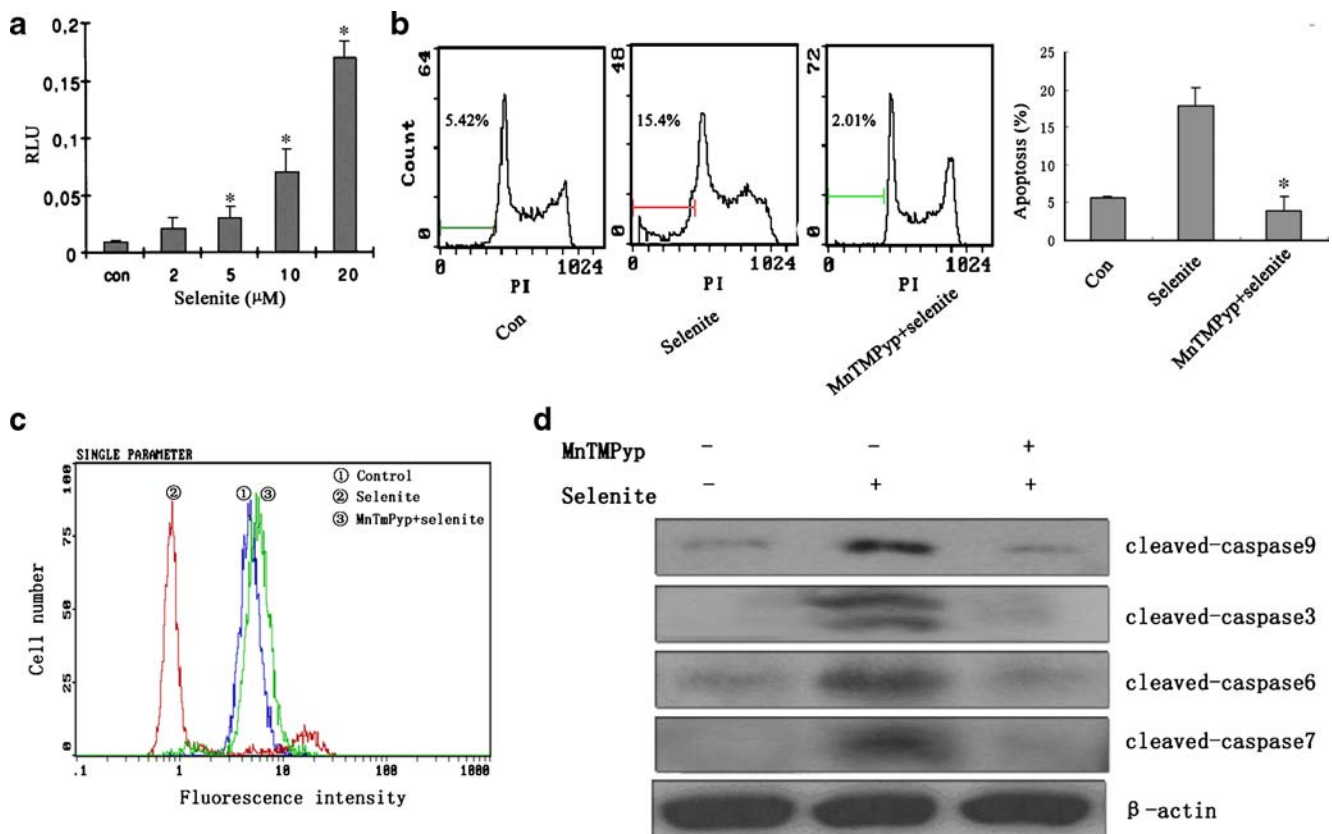 a
0,2
*
0,15
*
0,1
RLU
*
0,05
0
con 2 5 10 20
Selenite (μM)
b
64
Count
5.42%
0
0 1024
PI
Con
48
15.4%
0
0 1024
PI
Selenite
72
2.01%
0
0 1024
PI
MnTMPyp+selenite
25
20
15
Apoptosis (%)
10
5
0
*
Con
Selenite
MnTMPyp+selenite
c
SINGLE PARAMETER
100
75
50
25
0
Cell number
② ① ③
① Control
② Selenite
③ MnTmPyp+selenite
.1 1 10 100 1000
Fluorescence intensity
d
MnTMPyp - - +
Selenite - + +
cleaved-caspase9
cleaved-caspase3
cleaved-caspase6
cleaved-caspase7
β-actin